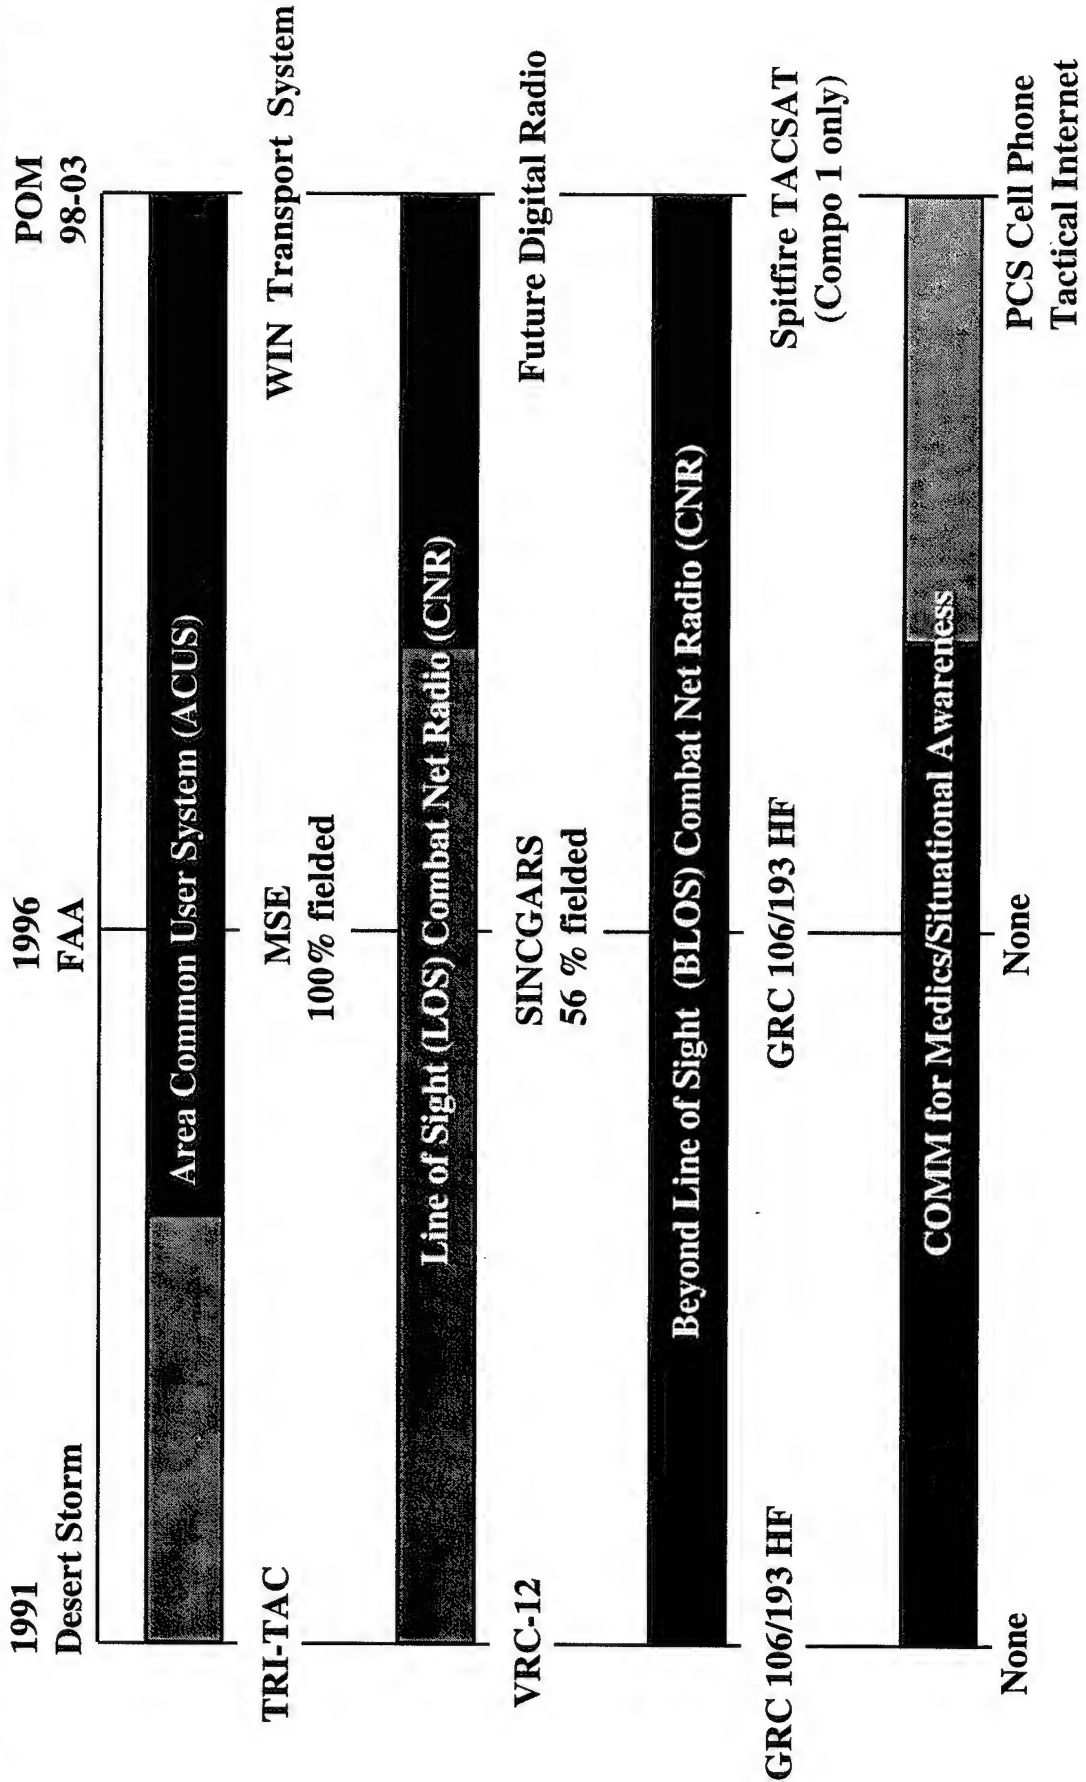 1991
Desert Storm
1996
FAA
POM
98-03
Area Common User System (ACUS)
TRI-TAC
MSE
100% fielded
WIN Transport System
Line of Sight (LOS) Combat Net Radio (CNR)
VRC-12
SINCGARS
56 % fielded
Future Digital Radio
Beyond Line of Sight (BLOS) Combat Net Radio (CNR)
GRC 106/193 HF
GRC 106/193 HF
Spitfire TACSAT
(Compo 1 only)
COMM for Medics/Situational Awareness
None
None
PCS Cell Phone
Tactical Internet